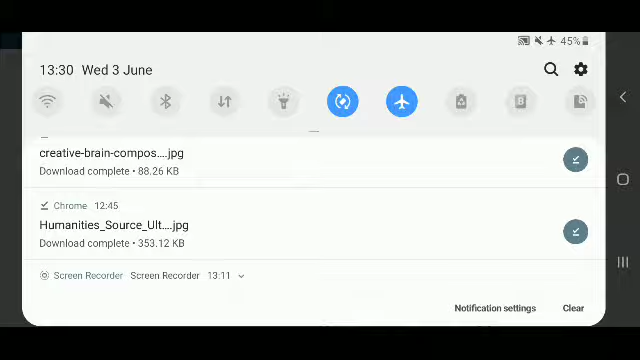 45%
13:30 Wed 3 June
creative-brain-compos....jpg
Download complete • 88.26 KB
Chrome 12:45
Humanities_Source_Ult....jpg
Download complete • 353.12 KB
Screen Recorder Screen Recorder 13:11
Notification settings Clear